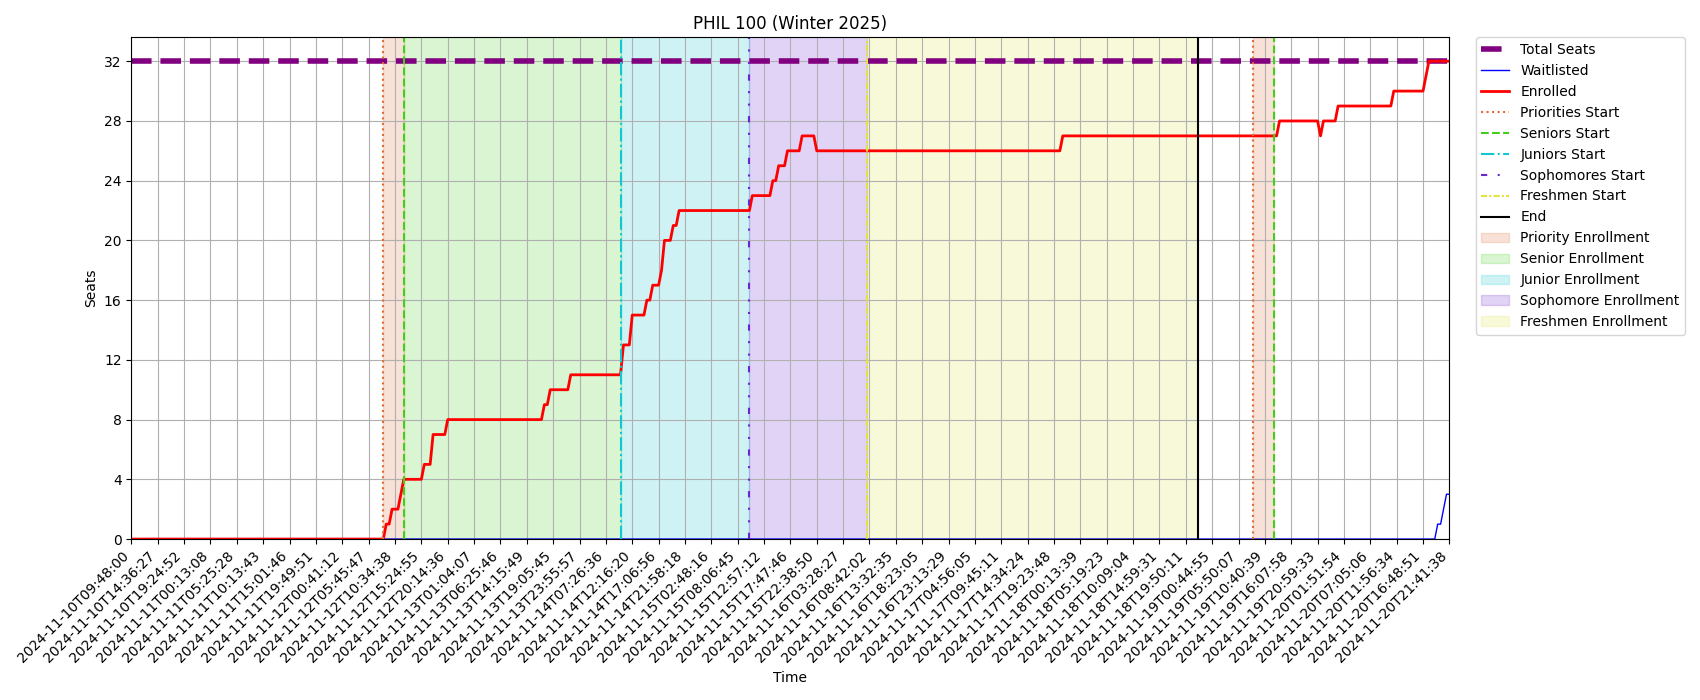 PHIL 100 (Winter 2025)
Seats
32
28
24
20
16
12
8
4
0
2024-11-10T09:48:00
2024-11-10T14:36:27
2024-11-10T19:24:52
2024-11-11T00:13:08
2024-11-11T05:25:28
2024-11-11T10:13:43
2024-11-11T15:01:46
2024-11-11T19:49:51
2024-11-12T00:41:12
2024-11-12T05:45:47
2024-11-12T10:34:38
2024-11-12T15:24:55
2024-11-12T20:14:36
2024-11-13T01:04:07
2024-11-13T06:25:46
2024-11-13T14:15:49
2024-11-13T19:05:45
2024-11-13T23:55:57
2024-11-14T07:26:36
2024-11-14T12:16:20
2024-11-14T17:06:56
2024-11-14T21:58:18
2024-11-15T02:48:16
2024-11-15T08:06:45
2024-11-15T12:57:12
2024-11-15T17:47:46
2024-11-15T22:38:50
2024-11-16T03:28:27
2024-11-16T08:42:02
2024-11-16T13:32:35
2024-11-16T18:23:05
2024-11-16T23:13:29
2024-11-17T04:56:05
2024-11-17T09:45:11
2024-11-17T14:34:24
2024-11-17T19:23:48
2024-11-18T00:13:39
2024-11-18T05:19:23
2024-11-18T10:09:04
2024-11-18T14:59:31
2024-11-18T19:50:11
2024-11-19T00:44:55
2024-11-19T05:50:07
2024-11-19T10:40:39
2024-11-19T16:07:58
2024-11-19T20:59:33
2024-11-20T01:51:54
2024-11-20T07:05:06
2024-11-20T11:56:34
2024-11-20T16:48:51
2024-11-20T21:41:38
Time
Total Seats
Waitlisted
Enrolled
Priorities Start
Seniors Start
Juniors Start
Sophomores Start
Freshmen Start
End
Priority Enrollment
Senior Enrollment
Junior Enrollment
Sophomore Enrollment
Freshmen Enrollment